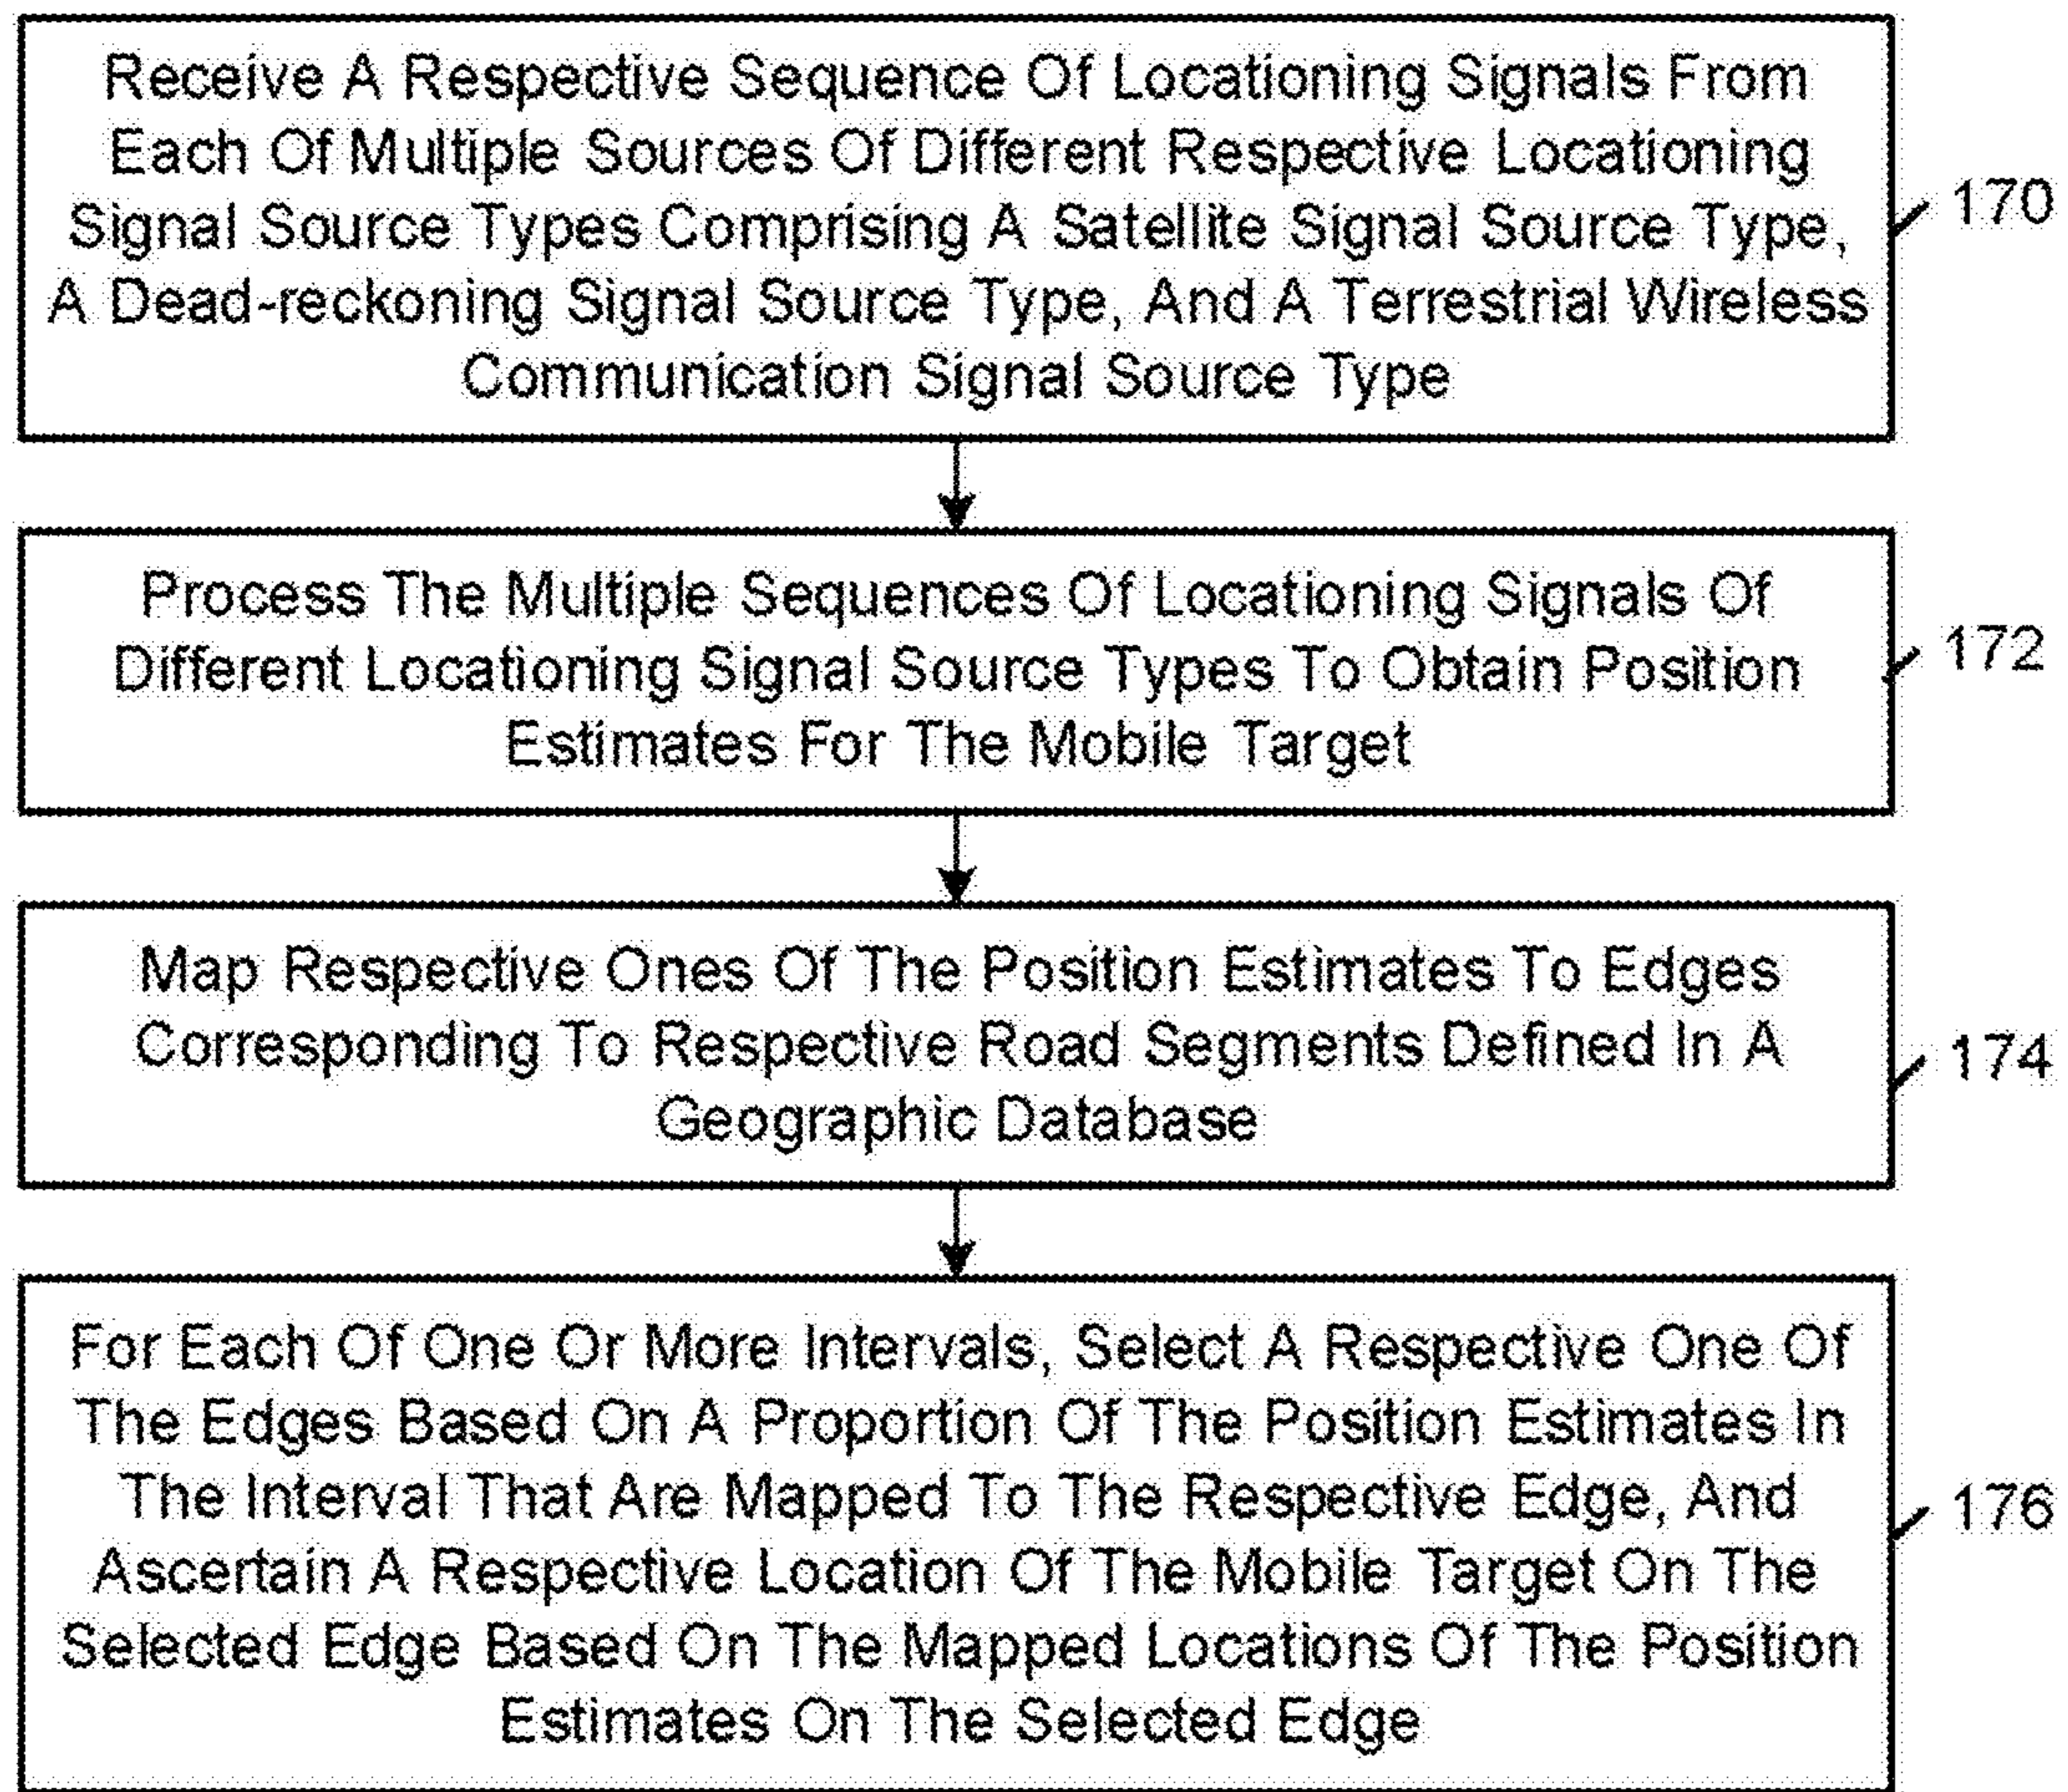 Receive A Respective Sequence Of Locationing Signals From
Each Of Multiple Sources Of Different Respective Locationing
Signal Source Types Comprising A Satellite Signal Source Type,
A Dead-reckoning Signal Source Type, And A Terrestrial Wireless
Communication Signal Source Type
170
Process The Multiple Sequences Of Locationing Signals Of
Different Locationing Signal Source Types To Obtain Position
Estimates For The Mobile Target
172
Map Respective Ones Of The Position Estimates To Edges
Corresponding To Respective Road Segments Defined In A
Geographic Database
174
For Each Of One Or More Intervals, Select A Respective One Of
The Edges Based On A Proportion Of The Position Estimates In
The Interval That Are Mapped To The Respective Edge, And
Ascertain A Respective Location Of The Mobile Target On The
Selected Edge Based On The Mapped Locations Of The Position
Estimates On The Selected Edge
176